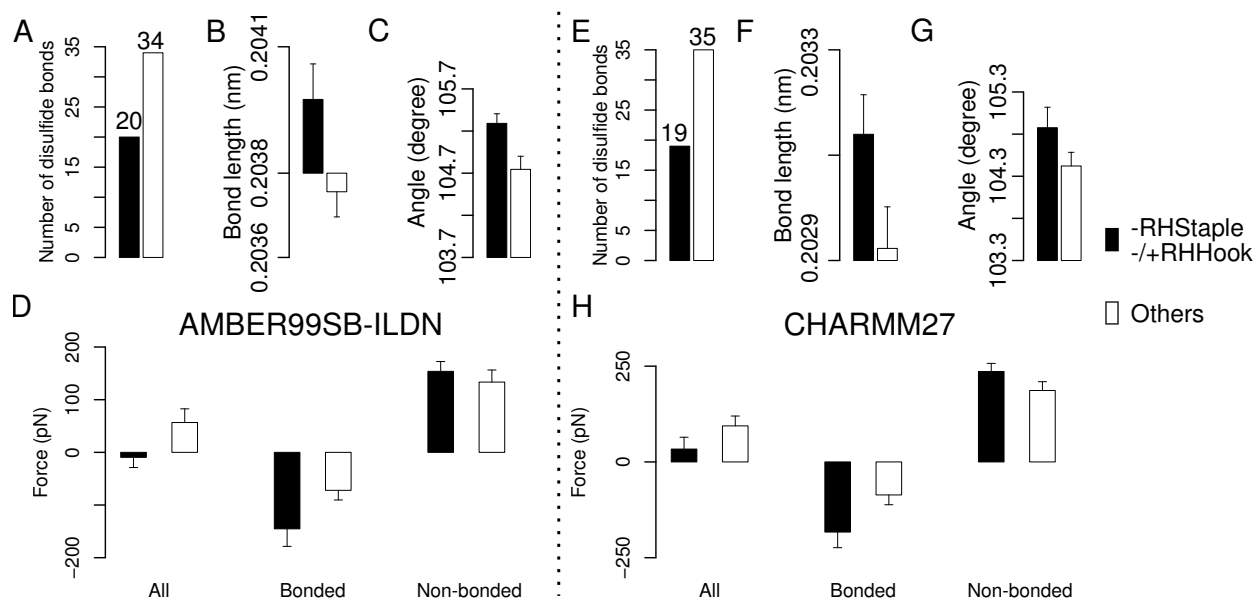 A
Number of disulfide bonds
35
25
15
5
0
20
34
B
Bond length (nm)
0.2041
0.2038
0.2036
C
Angle (degree)
105.7
104.7
103.7
E
Number of disulfide bonds
35
25
15
5
0
19
35
F
Bond length (nm)
0.2033
0.2029
G
Angle (degree)
105.3
104.3
103.3
-RHStaple
-/+RHHook
Others
D
AMBER99SB-ILDN
Force (pN)
200
100
0
−200
All
Bonded
Non-bonded
H
CHARMM27
Force (pN)
250
0
−250
All
Bonded
Non-bonded